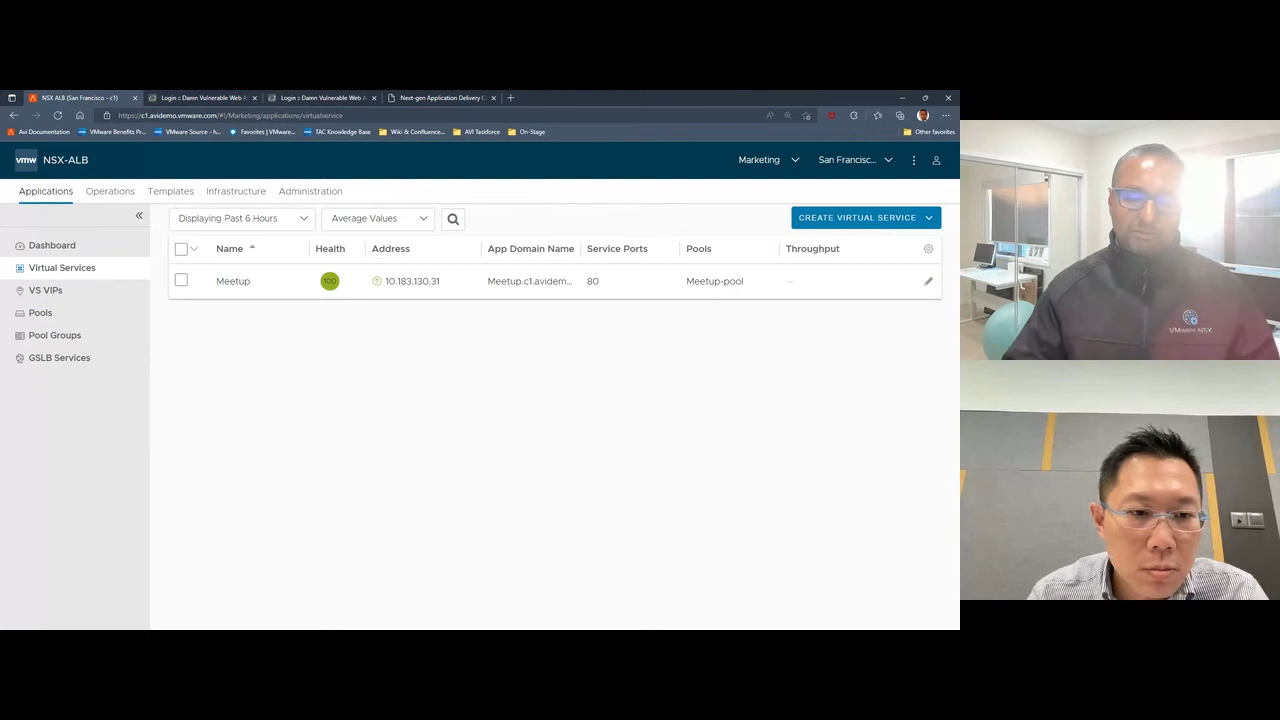 NSX ALB (San Francisco - c1)
Login :: Damn Vulnerable Web A
Login :: Damn Vulnerable Web A
Next-gen Application Delivery C
https://c1.avidemo.vmware.com/#!/Marketing/applications/virtualservice
Avi Documentation
VMware Benefits Pr...
VMware Source - h...
Favorites | VMware...
TAC Knowledge Base
Wiki & Confluence...
AVI Taskforce
On-Stage
Other favorites
vmw NSX-ALB
Marketing
San Francisc...
Applications Operations Templates Infrastructure Administration
Displaying Past 6 Hours
Average Values
CREATE VIRTUAL SERVICE
Dashboard
Virtual Services
VS VIPs
Pools
Pool Groups
GSLB Services
Name Health Address App Domain Name Service Ports Pools Throughput
Meetup 100 10.183.130.31 Meetup.c1.avidem... 80 Meetup-pool
VMware NSX